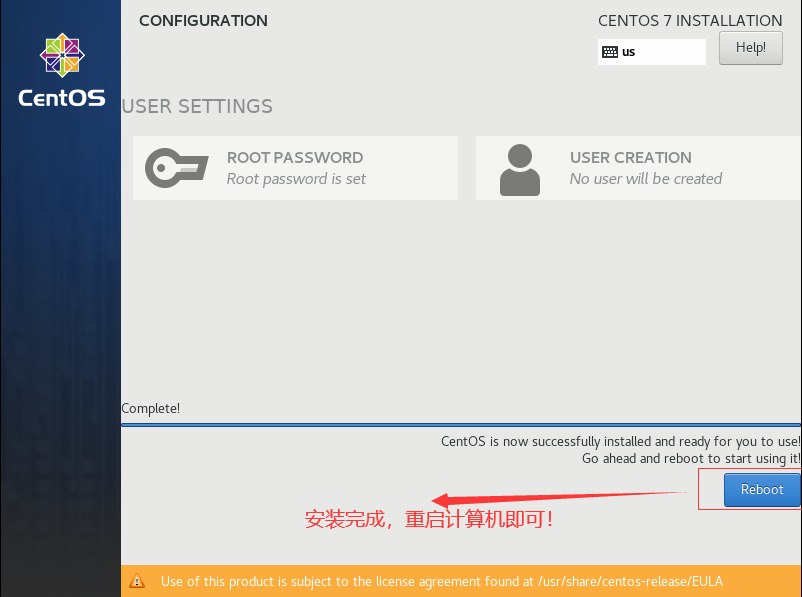 CONFIGURATION
CENTOS 7 INSTALLATION
us
Help!
CentOS
USER SETTINGS
ROOT PASSWORD
Root password is set
USER CREATION
No user will be created
Complete!
CentOS is now successfully installed and ready for you to use!
Go ahead and reboot to start using it!
Reboot
安装完成，重启计算机即可！
Use of this product is subject to the license agreement found at /usr/share/centos-release/EULA